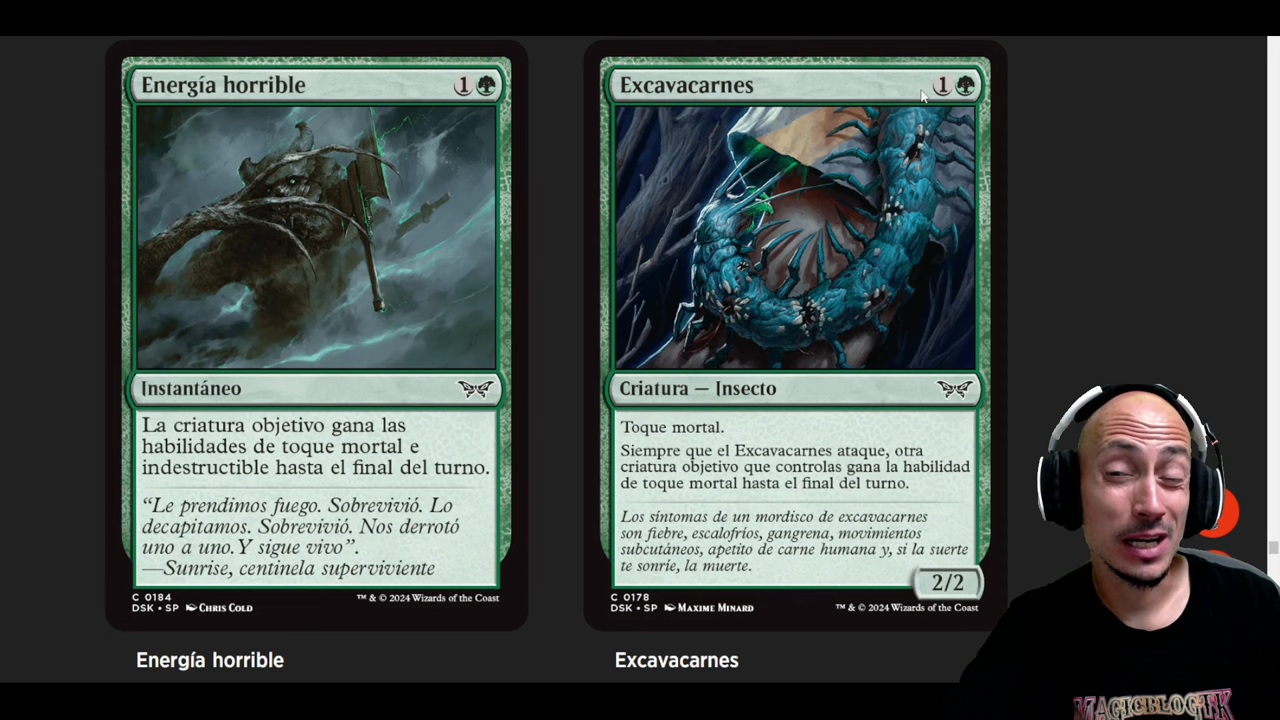 Energía horrible
1
Instantáneo
La criatura objetivo gana las
habilidades de toque mortal e
indestructible hasta el final del turno.
“Le prendimos fuego. Sobrevivió. Lo
decapitamos. Sobrevivió. Nos derrotó
uno a uno.Y sigue vivo”.
—Sunrise, centinela superviviente
C 0184
DSK • SP CHRIS COLD
™ & © 2024 Wizards of the Coast
Energía horrible
Excavacarnes
1
Criatura — Insecto
Toque mortal.
Siempre que el Excavacarnes ataque, otra
criatura objetivo que controlas gana la habilidad
de toque mortal hasta el final del turno.
Los síntomas de un mordisco de excavacarnes
son fiebre, escalofríos, gangrena, movimientos
subcutáneos, apetito de carne humana y, si la suerte
te sonríe, la muerte.
2/2
C 0178
DSK • SP MAXIME MINARD
™ & © 2024 Wizards of the Coast
Excavacarnes
MAGICBLOGTK